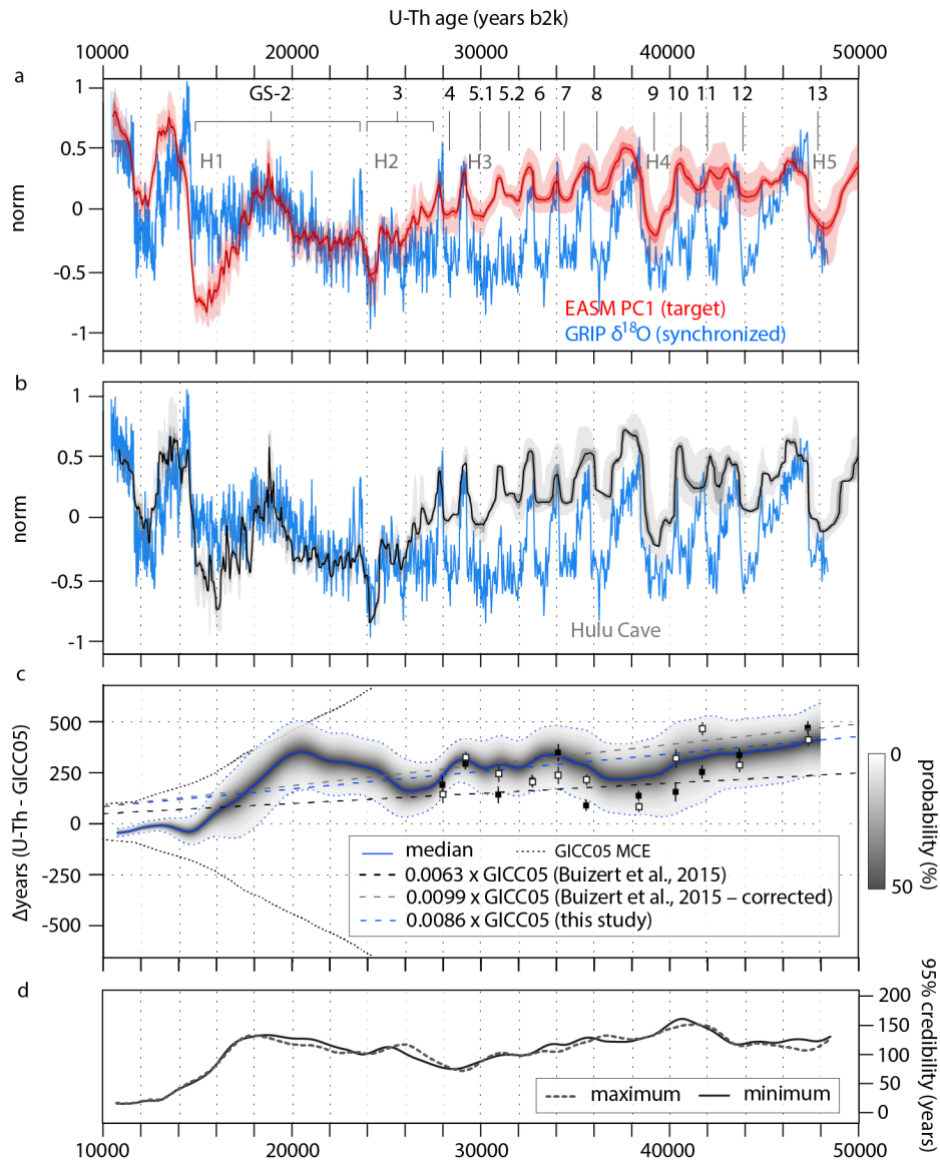 U-Th age (years b2k)
10000 20000 30000 40000 50000
a
1
0.5
0
-0.5
-1
norm
GS-2 3 4 5.1 5.2 6 7 8 9 10 11 12 13
H1 H2 H3 H4 H5
EASM PC1 (target)
GRIP δ18O (synchronized)
b
1
0.5
0
-0.5
-1
norm
Hulu Cave
c
500
250
0
-250
-500
Δyears (U-Th - GICC05)
median GICC05 MCE
0.0063 x GICC05 (Buizert et al., 2015)
0.0099 x GICC05 (Buizert et al., 2015 – corrected)
0.0086 x GICC05 (this study)
0
50
probability (%)
d
200
150
100
50
0
95% credibility (years)
maximum minimum
10000 20000 30000 40000 50000